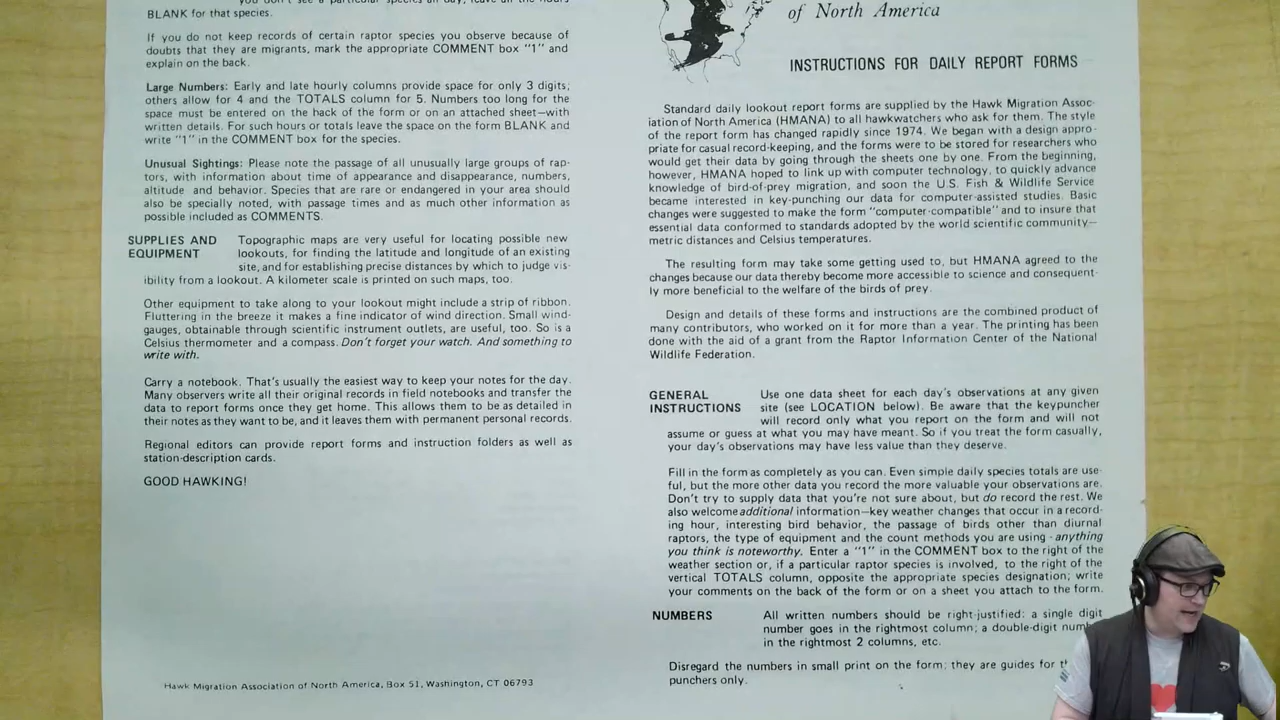 BLANK for that species.
If you do not keep records of certain raptor species you observe because of
doubts that they are migrants, mark the appropriate COMMENT box "1" and
explain on the back.
Large Numbers: Early and late hourly columns provide space for only 3 digits;
others allow for 4 and the TOTALS column for 5. Numbers too long for the
space must be entered on the back of the form or on an attached sheet—with
written details. For such hours or totals leave the space on the form BLANK and
write "1" in the COMMENT box for the species.
Unusual Sightings: Please note the passage of all unusually large groups of rap-
tors, with information about time of appearance and disappearance, numbers,
altitude and behavior. Species that are rare or endangered in your area should
also be specially noted, with passage times and as much other information as
possible included as COMMENTS.
SUPPLIES AND EQUIPMENT
Topographic maps are very useful for locating possible new
lookouts, for finding the latitude and longitude of an existing
site, and for establishing precise distances by which to judge vis-
ibility from a lookout. A kilometer scale is printed on such maps, too.
Other equipment to take along to your lookout might include a strip of ribbon.
Fluttering in the breeze it makes a fine indicator of wind direction. Small wind-
gauges, obtainable through scientific instrument outlets, are useful, too. So is a
Celsius thermometer and a compass. Don't forget your watch. And something to
write with.
Carry a notebook. That's usually the easiest way to keep your notes for the day.
Many observers write all their original records in field notebooks and transfer the
data to report forms once they get home. This allows them to be as detailed in
their notes as they want to be, and it leaves them with permanent personal records.
Regional editors can provide report forms and instruction folders as well as
station-description cards.
GOOD HAWKING!
Hawk Migration Association of North America, Box 51, Washington, CT 06793
of North America
INSTRUCTIONS FOR DAILY REPORT FORMS
Standard daily lookout report forms are supplied by the Hawk Migration Assoc-
iation of North America (HMANA) to all hawkwatchers who ask for them. The style
of the report form has changed rapidly since 1974. We began with a design appro-
priate for casual record-keeping, and the forms were to be stored for researchers who
would get their data by going through the sheets one by one. From the beginning,
however, HMANA hoped to link up with computer technology, to quickly advance
knowledge of bird-of-prey migration, and soon the U.S. Fish & Wildlife Service
became interested in key-punching our data for computer-assisted studies. Basic
changes were suggested to make the form "computer-compatible" and to insure that
essential data conformed to standards adopted by the world scientific community—
metric distances and Celsius temperatures.
The resulting form may take some getting used to, but HMANA agreed to the
changes because our data thereby become more accessible to science and consequent-
ly more beneficial to the welfare of the birds of prey.
Design and details of these forms and instructions are the combined product of
many contributors, who worked on it for more than a year. The printing has been
done with the aid of a grant from the Raptor Information Center of the National
Wildlife Federation.
GENERAL INSTRUCTIONS
Use one data sheet for each day's observations at any given
site (see LOCATION below). Be aware that the keypuncher
will record only what you report on the form and will not
assume or guess at what you may have meant. So if you treat the form casually,
your day's observations may have less value than they deserve.
Fill in the form as completely as you can. Even simple daily species totals are use-
ful, but the more other data you record the more valuable your observations are.
Don't try to supply data that you're not sure about, but do record the rest. We
also welcome additional information—key weather changes that occur in a record-
ing hour, interesting bird behavior, the passage of birds other than diurnal
raptors, the type of equipment and the count methods you are using - anything
you think is noteworthy. Enter a "1" in the COMMENT box to the right of the
weather section or, if a particular raptor species is involved, to the right of the
vertical TOTALS column, opposite the appropriate species designation; write
your comments on the back of the form or on a sheet you attach to the form.
NUMBERS
All written numbers should be right-justified: a single digit
number goes in the rightmost column; a double-digit
in the rightmost 2 columns, etc.
Disregard the numbers in small print on the form; they are guides for
punchers only.